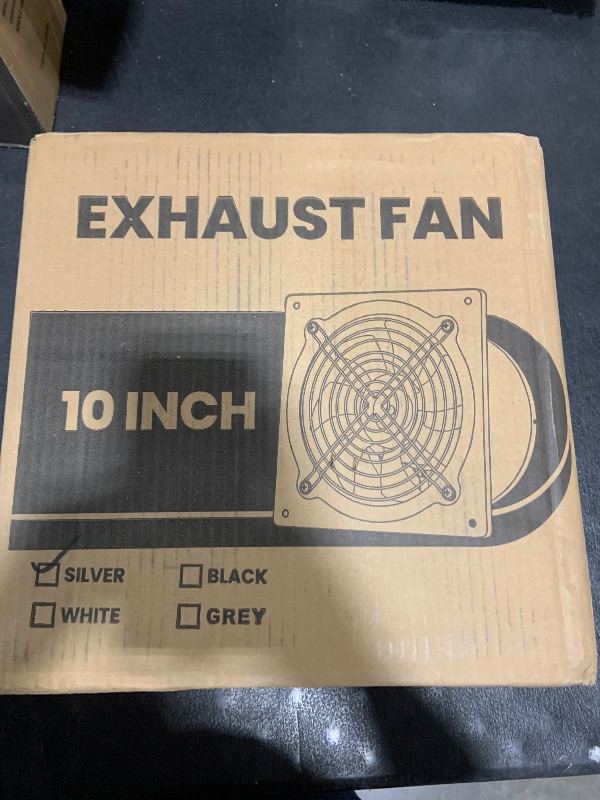 EXHAUST FAN
10 INCH
SILVER BLACK
WHITE GREY